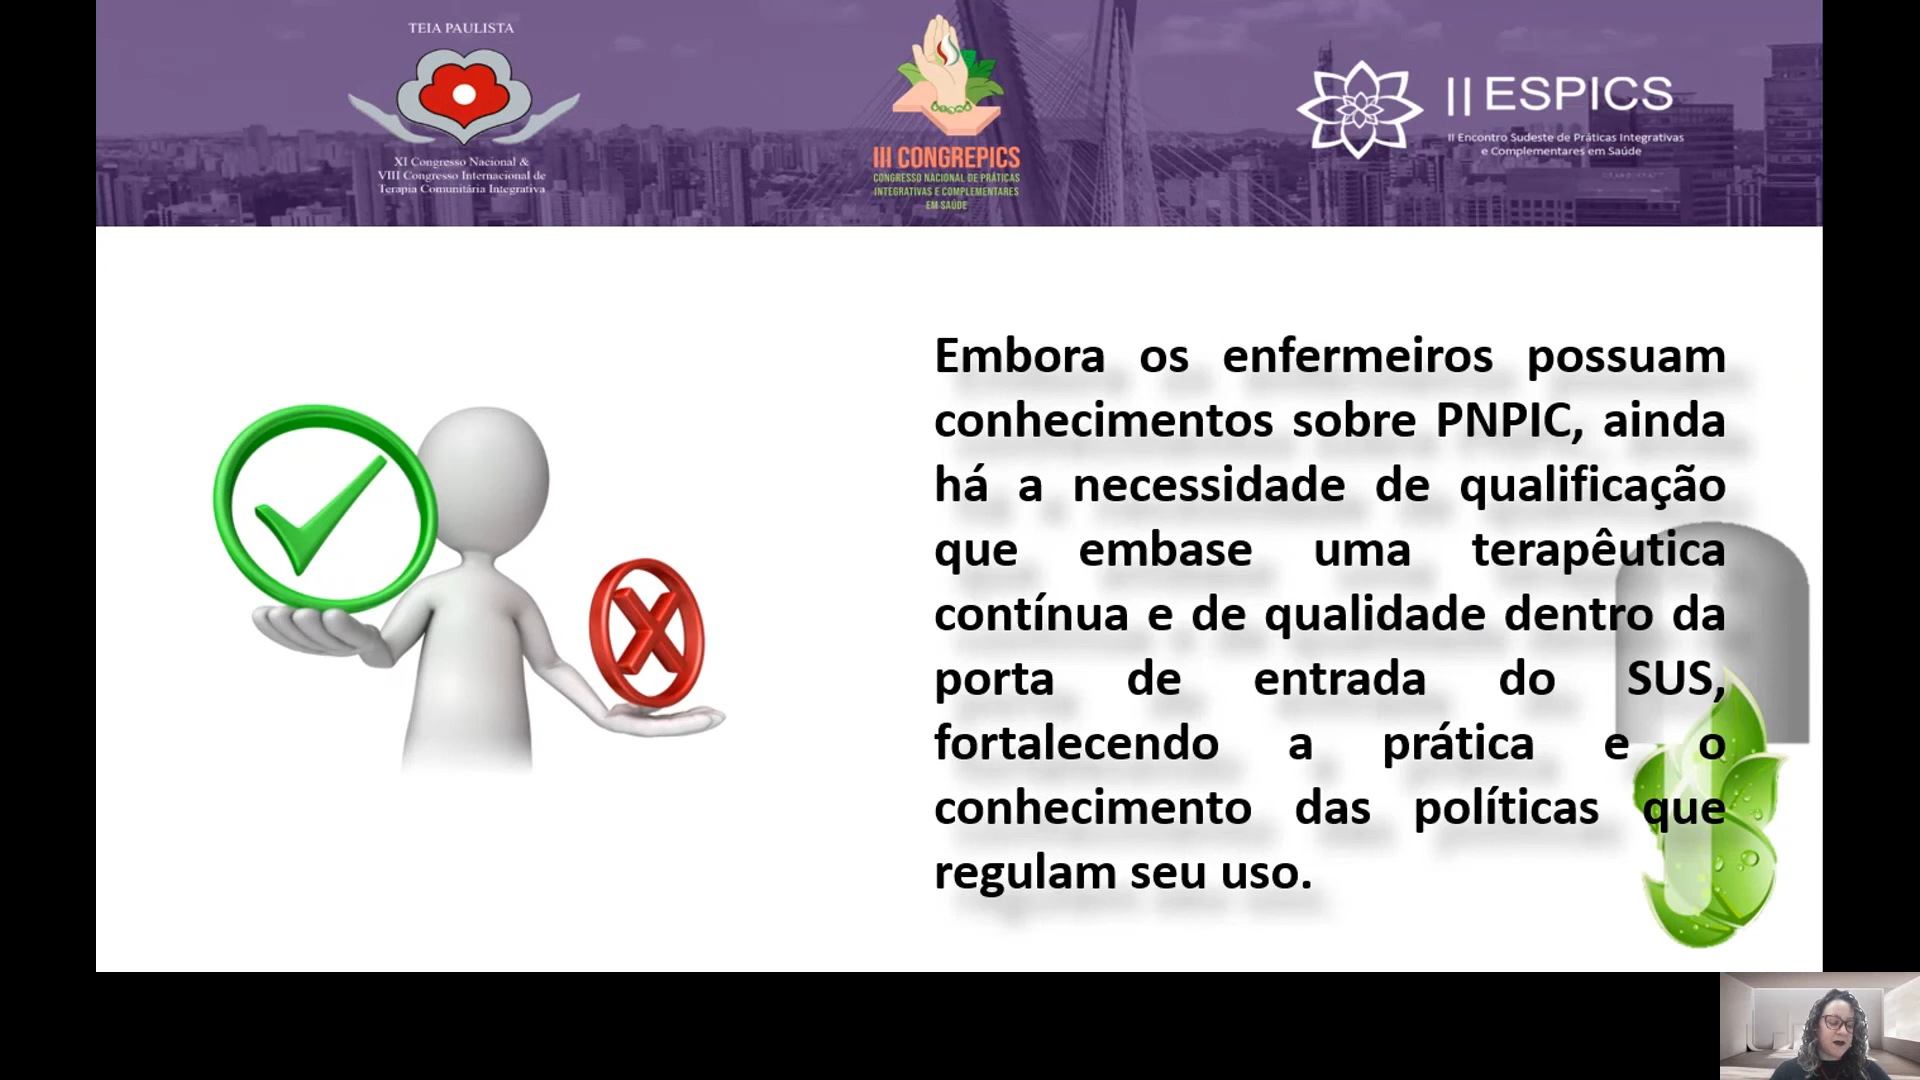 TEIA PAULISTA
XI Congresso Nacional &
VIII Congresso Internacional de
Terapia Comunitária Integrativa
III CONGREPICS
CONGRESSO NACIONAL DE PRÁTICAS
INTEGRATIVAS E COMPLEMENTARES
EM SAÚDE
II ESPICS
II Encontro Sudeste de Práticas Integrativas
e Complementares em Saúde
Embora os enfermeiros possuam
conhecimentos sobre PNPIC, ainda
há a necessidade de qualificação
que embase uma terapêutica
contínua e de qualidade dentro da
porta de entrada do SUS,
fortalecendo a prática e o
conhecimento das políticas que
regulam seu uso.